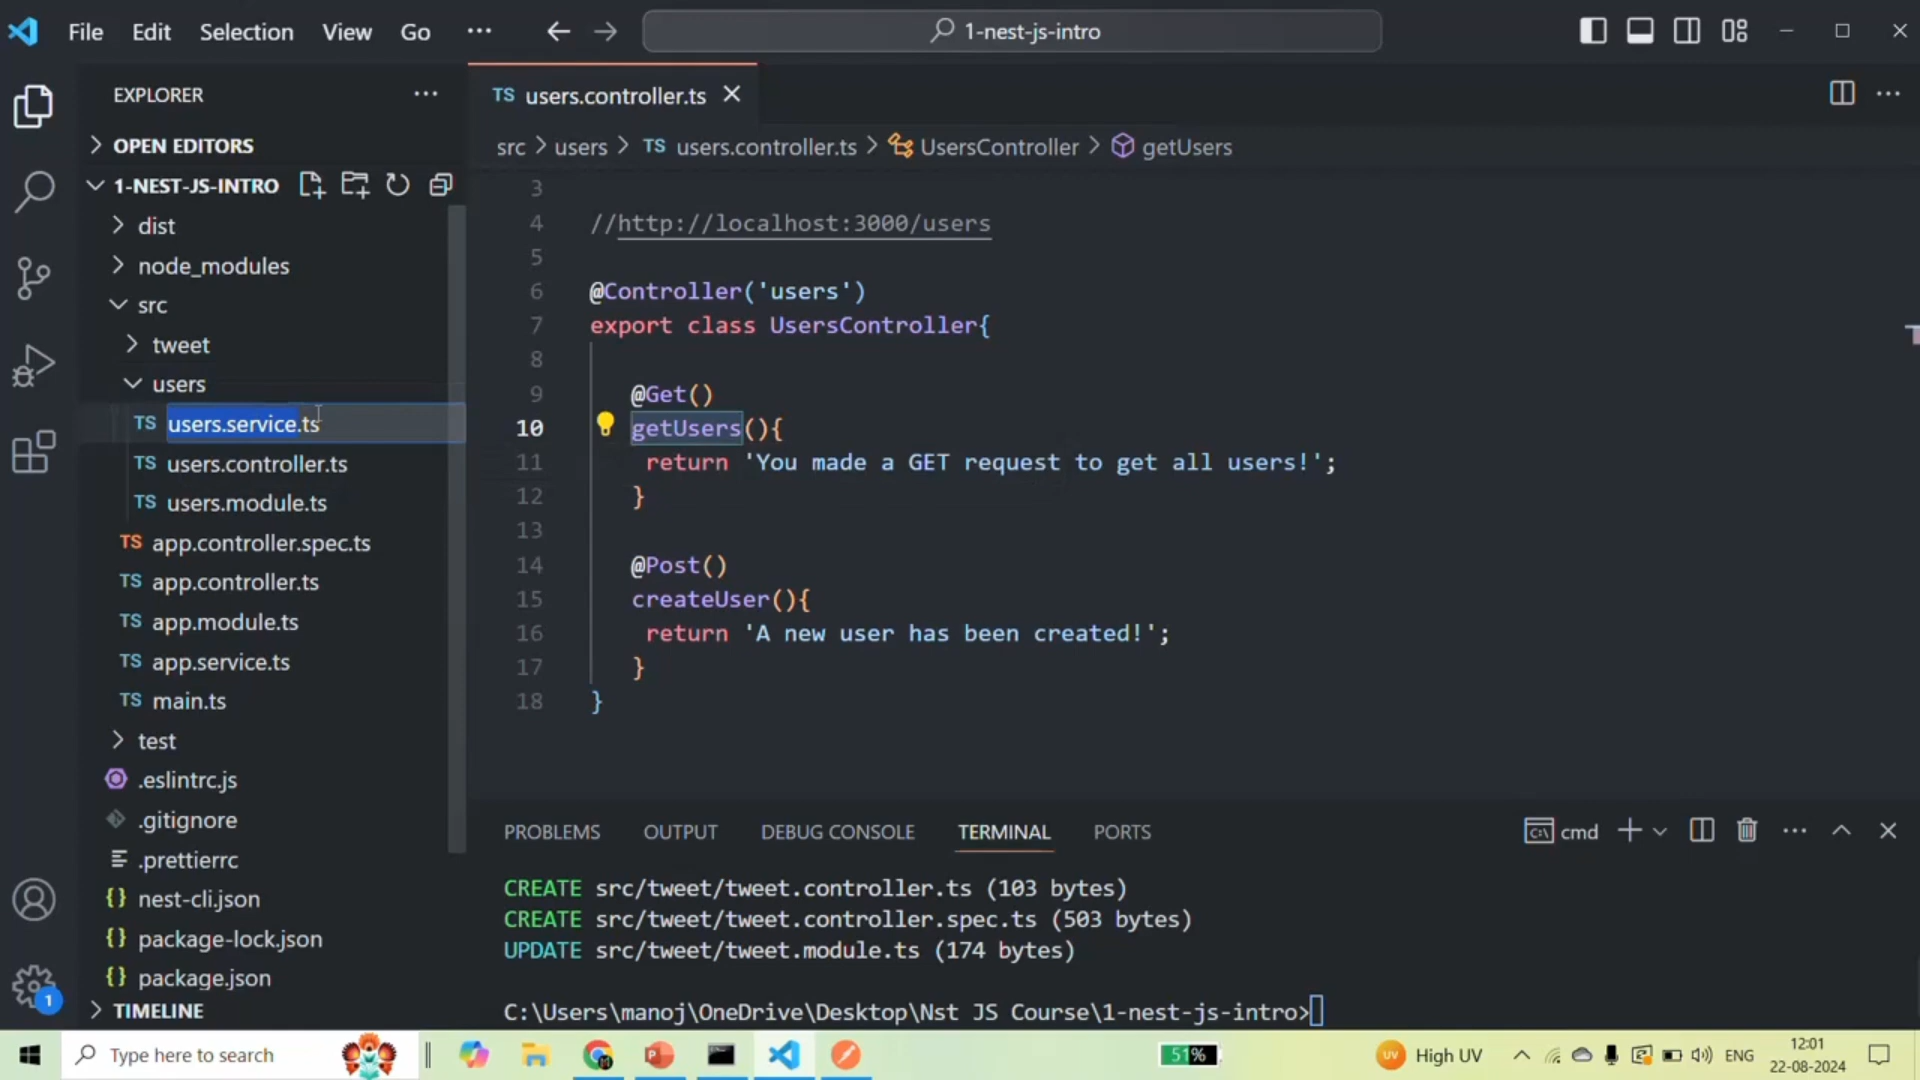 File Edit Selection View Go ··· 1-nest-js-intro
EXPLORER ···
OPEN EDITORS
1-NEST-JS-INTRO
dist
node_modules
src
tweet
users
TS users.service.ts
TS users.controller.ts
TS users.module.ts
TS app.controller.spec.ts
TS app.controller.ts
TS app.module.ts
TS app.service.ts
TS main.ts
test
.eslintrc.js
.gitignore
.prettierrc
{} nest-cli.json
{} package-lock.json
{} package.json
TIMELINE
1
TS users.controller.ts
src > users > TS users.controller.ts > UsersController > getUsers
3
4 //http://localhost:3000/users
5
6 @Controller('users')
7 export class UsersController{
8
9 @Get()
10 getUsers(){
11 return 'You made a GET request to get all users!';
12 }
13
14 @Post()
15 createUser(){
16 return 'A new user has been created!';
17 }
18 }
PROBLEMS OUTPUT DEBUG CONSOLE TERMINAL PORTS cmd
CREATE src/tweet/tweet.controller.ts (103 bytes)
CREATE src/tweet/tweet.controller.spec.ts (503 bytes)
UPDATE src/tweet/tweet.module.ts (174 bytes)
C:\Users\manoj\OneDrive\Desktop\Nst JS Course\1-nest-js-intro>
Type here to search 51% UV High UV ENG 12:01
22-08-2024